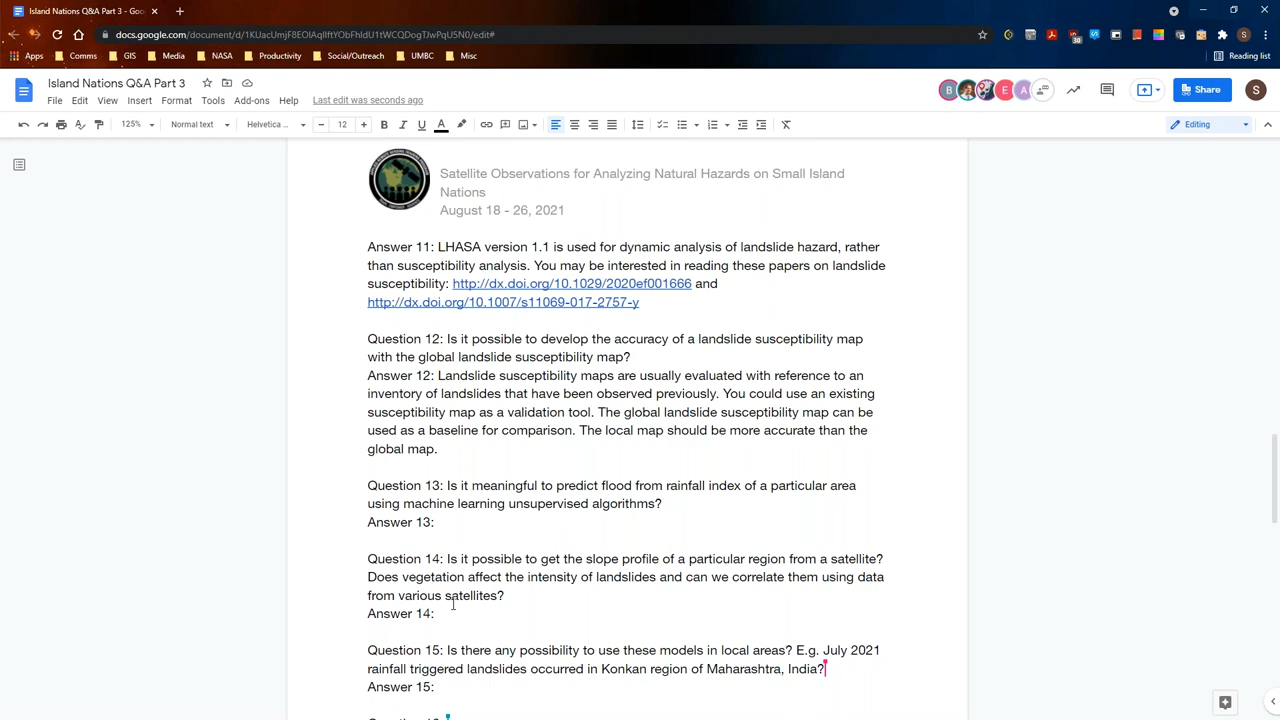 Island Nations Q&A Part 3 - Goo
docs.google.com/document/d/1KUacUmjF8EOIAqlIftYObFhIdU1tWCQDogTJwPqU5N0/edit#
Apps Comms GIS Media NASA Productivity Social/Outreach UMBC Misc Reading list
Island Nations Q&A Part 3
File Edit View Insert Format Tools Add-ons Help Last edit was seconds ago
B E A Share S
125% Normal text Helvetica ... 12 B I U A Editing
Satellite Observations for Analyzing Natural Hazards on Small Island
Nations
August 18 - 26, 2021
Answer 11: LHASA version 1.1 is used for dynamic analysis of landslide hazard, rather
than susceptibility analysis. You may be interested in reading these papers on landslide
susceptibility: http://dx.doi.org/10.1029/2020ef001666 and
http://dx.doi.org/10.1007/s11069-017-2757-y
Question 12: Is it possible to develop the accuracy of a landslide susceptibility map
with the global landslide susceptibility map?
Answer 12: Landslide susceptibility maps are usually evaluated with reference to an
inventory of landslides that have been observed previously. You could use an existing
susceptibility map as a validation tool. The global landslide susceptibility map can be
used as a baseline for comparison. The local map should be more accurate than the
global map.
Question 13: Is it meaningful to predict flood from rainfall index of a particular area
using machine learning unsupervised algorithms?
Answer 13:
Question 14: Is it possible to get the slope profile of a particular region from a satellite?
Does vegetation affect the intensity of landslides and can we correlate them using data
from various satellites?
Answer 14:
Question 15: Is there any possibility to use these models in local areas? E.g. July 2021
rainfall triggered landslides occurred in Konkan region of Maharashtra, India?
Answer 15: